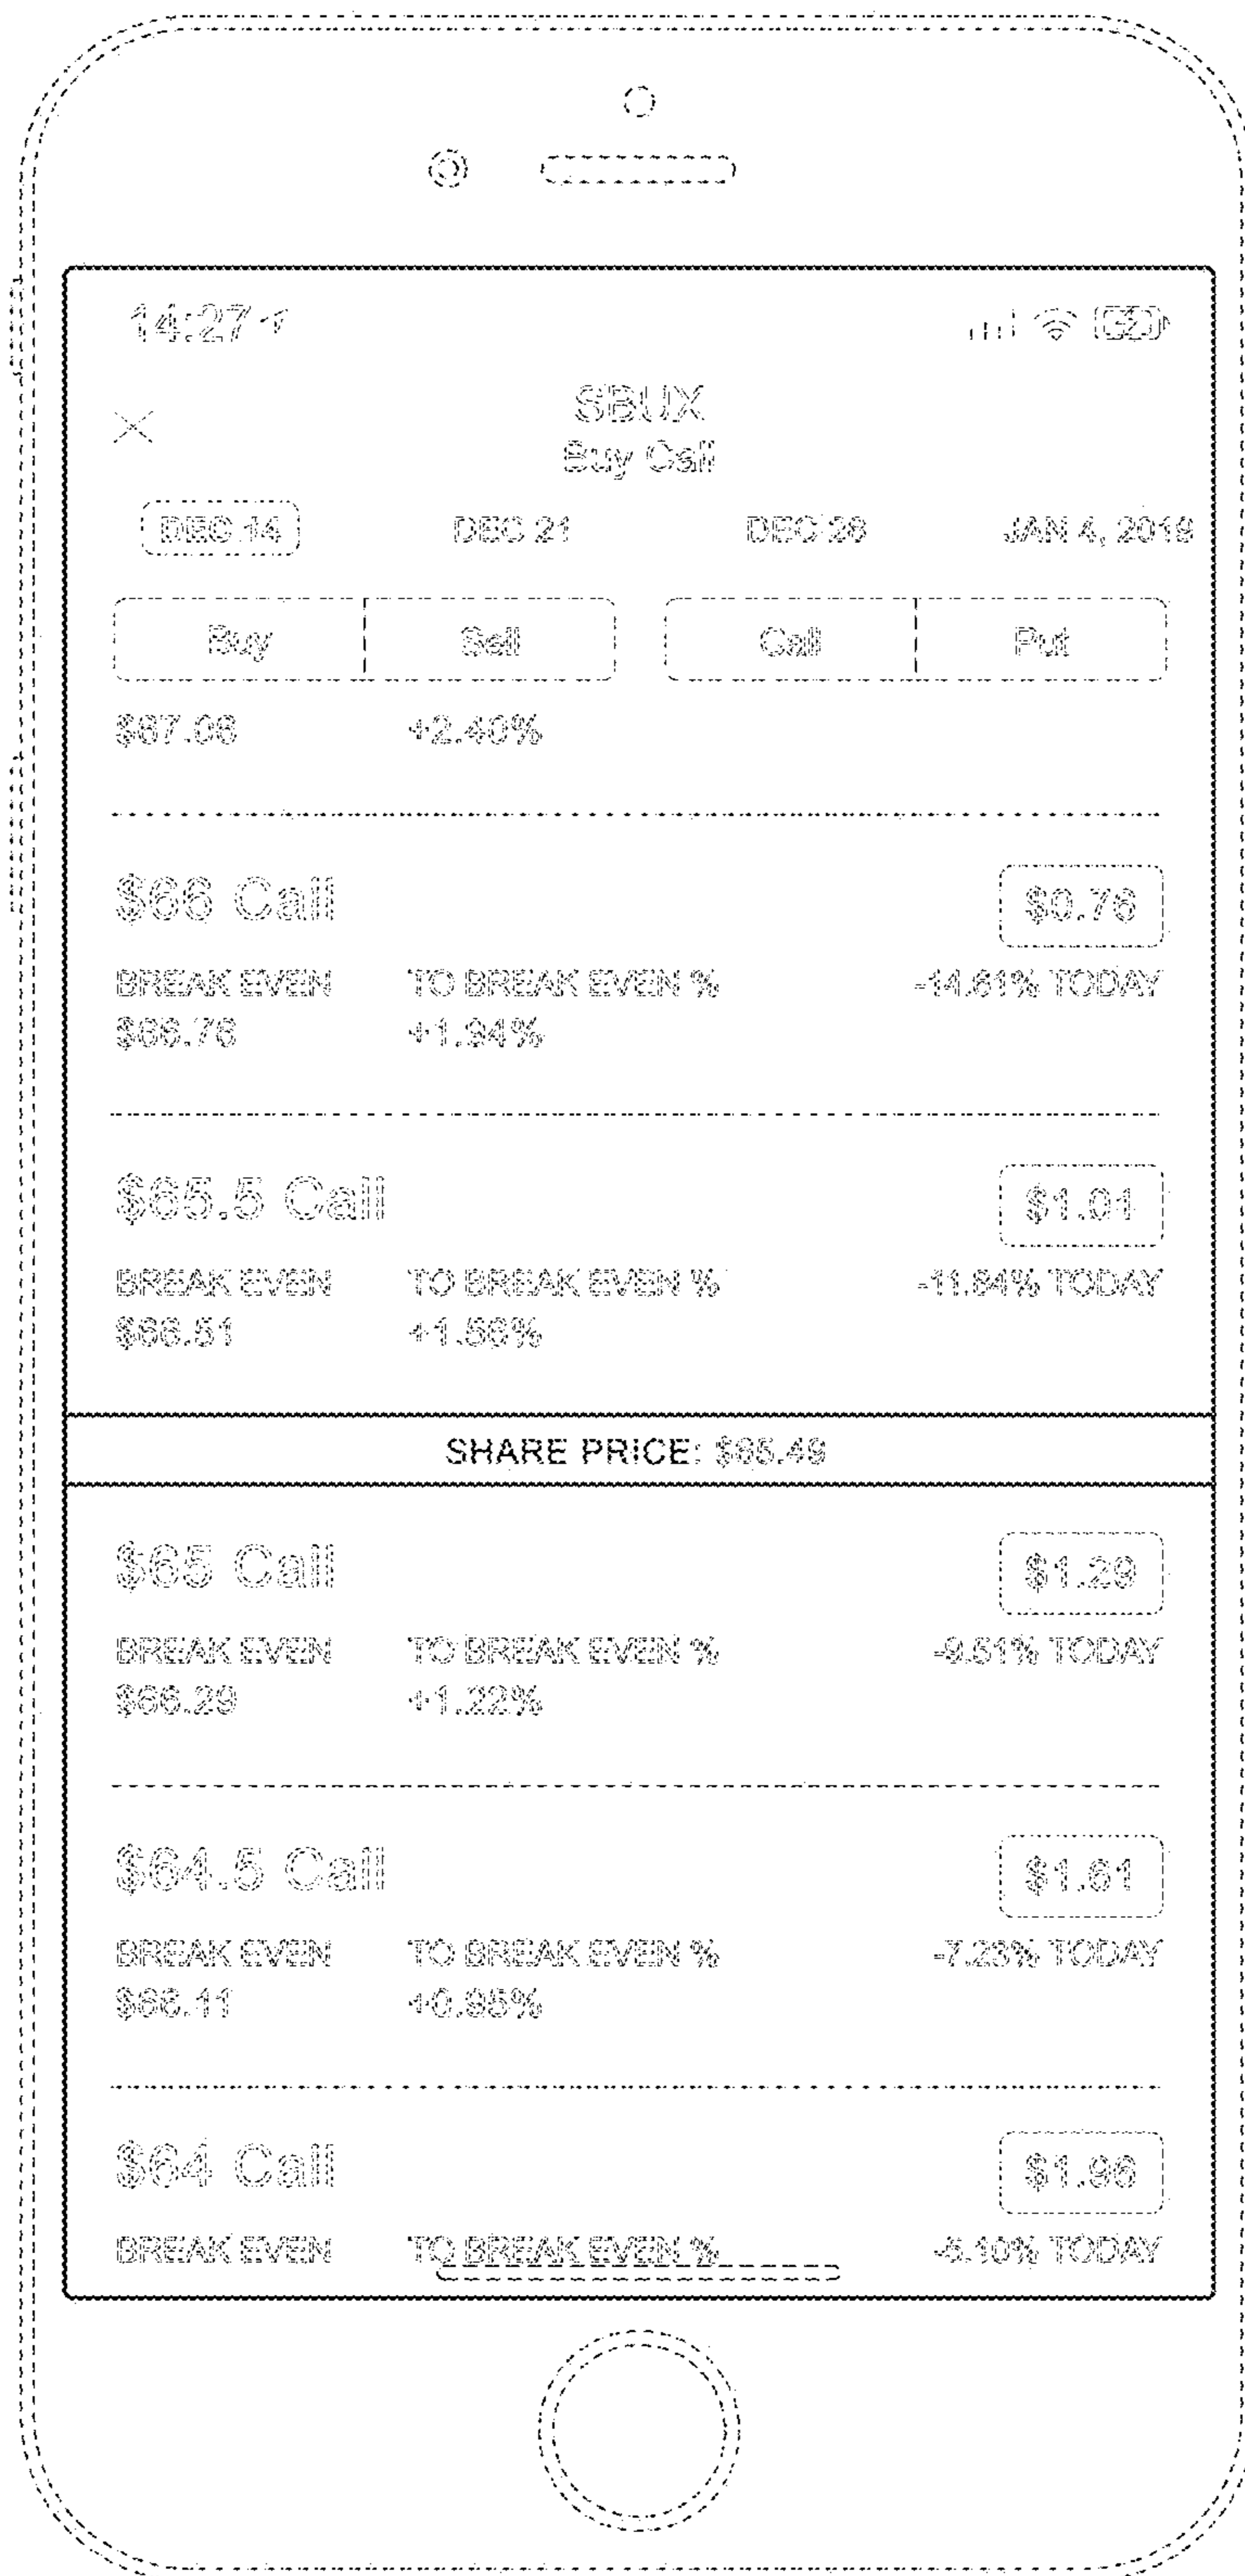 14:27
SBUX
Buy Call
DEC 14 DEC 21 DEC 28 JAN 4, 2019
Buy Sell Call Put
$67.06 +2.40%
$66 Call $0.76
BREAK EVEN TO BREAK EVEN % -14.61% TODAY
$66.76 +1.94%
$65.5 Call $1.01
BREAK EVEN TO BREAK EVEN % -11.84% TODAY
$66.51 +1.56%
SHARE PRICE: $65.49
$65 Call $1.29
BREAK EVEN TO BREAK EVEN % -9.51% TODAY
$66.29 +1.22%
$64.5 Call $1.61
BREAK EVEN TO BREAK EVEN % -7.23% TODAY
$66.11 +0.95%
$64 Call $1.96
BREAK EVEN TO BREAK EVEN % -5.10% TODAY